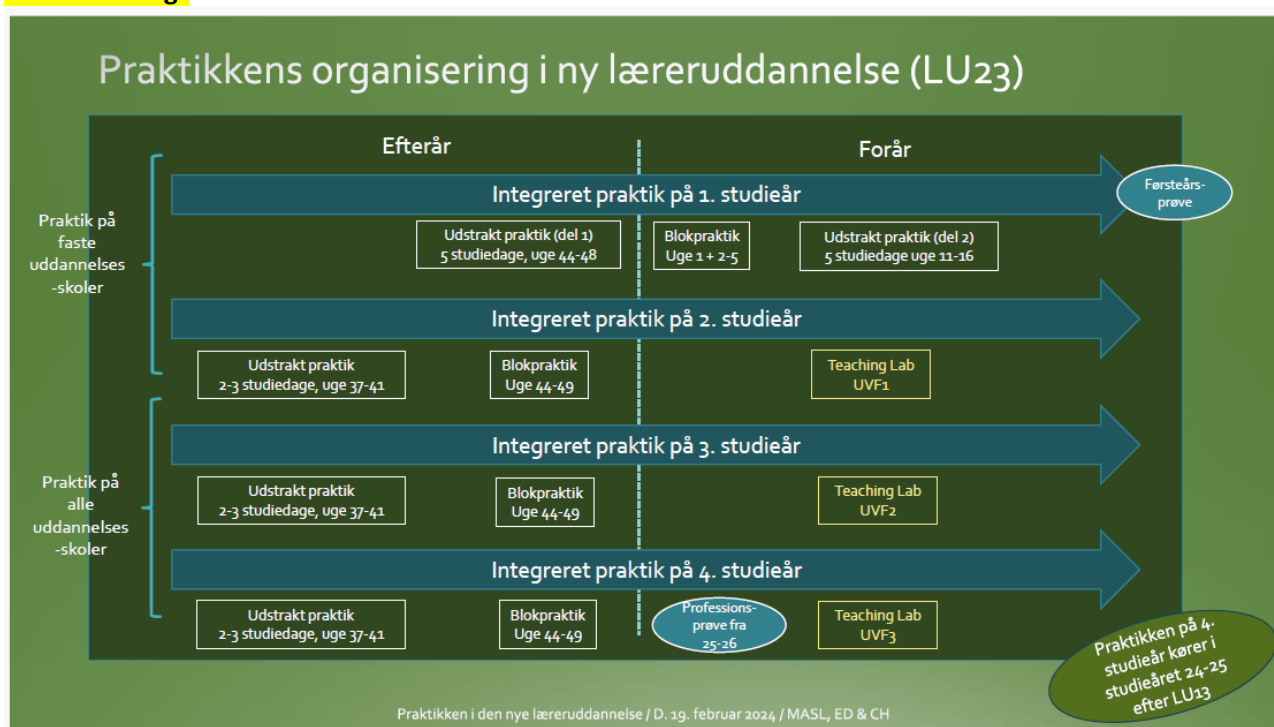 Praktikkens organisering i ny læreruddannelse (LU23)
Efterår
Forår
Praktik på
faste
uddannelses
-skoler
Integreret praktik på 1. studieår
Førsteårs-
prøve
Udstrakt praktik (del 1)
5 studiedage, uge 44-48
Blokpraktik
Uge 1 + 2-5
Udstrakt praktik (del 2)
5 studiedage uge 11-16
Integreret praktik på 2. studieår
Udstrakt praktik
2-3 studiedage, uge 37-41
Blokpraktik
Uge 44-49
Teaching Lab
UVF1
Praktik på
alle
uddannelses
-skoler
Integreret praktik på 3. studieår
Udstrakt praktik
2-3 studiedage, uge 37-41
Blokpraktik
Uge 44-49
Teaching Lab
UVF2
Integreret praktik på 4. studieår
Udstrakt praktik
2-3 studiedage, uge 37-41
Blokpraktik
Uge 44-49
Professions-
prøve fra
25-26
Teaching Lab
UVF3
Praktikken på 4.
studieår kører i
studieåret 24-25
efter LU13
Praktikken i den nye læreruddannelse / D. 19. februar 2024 / MASL, ED & CH